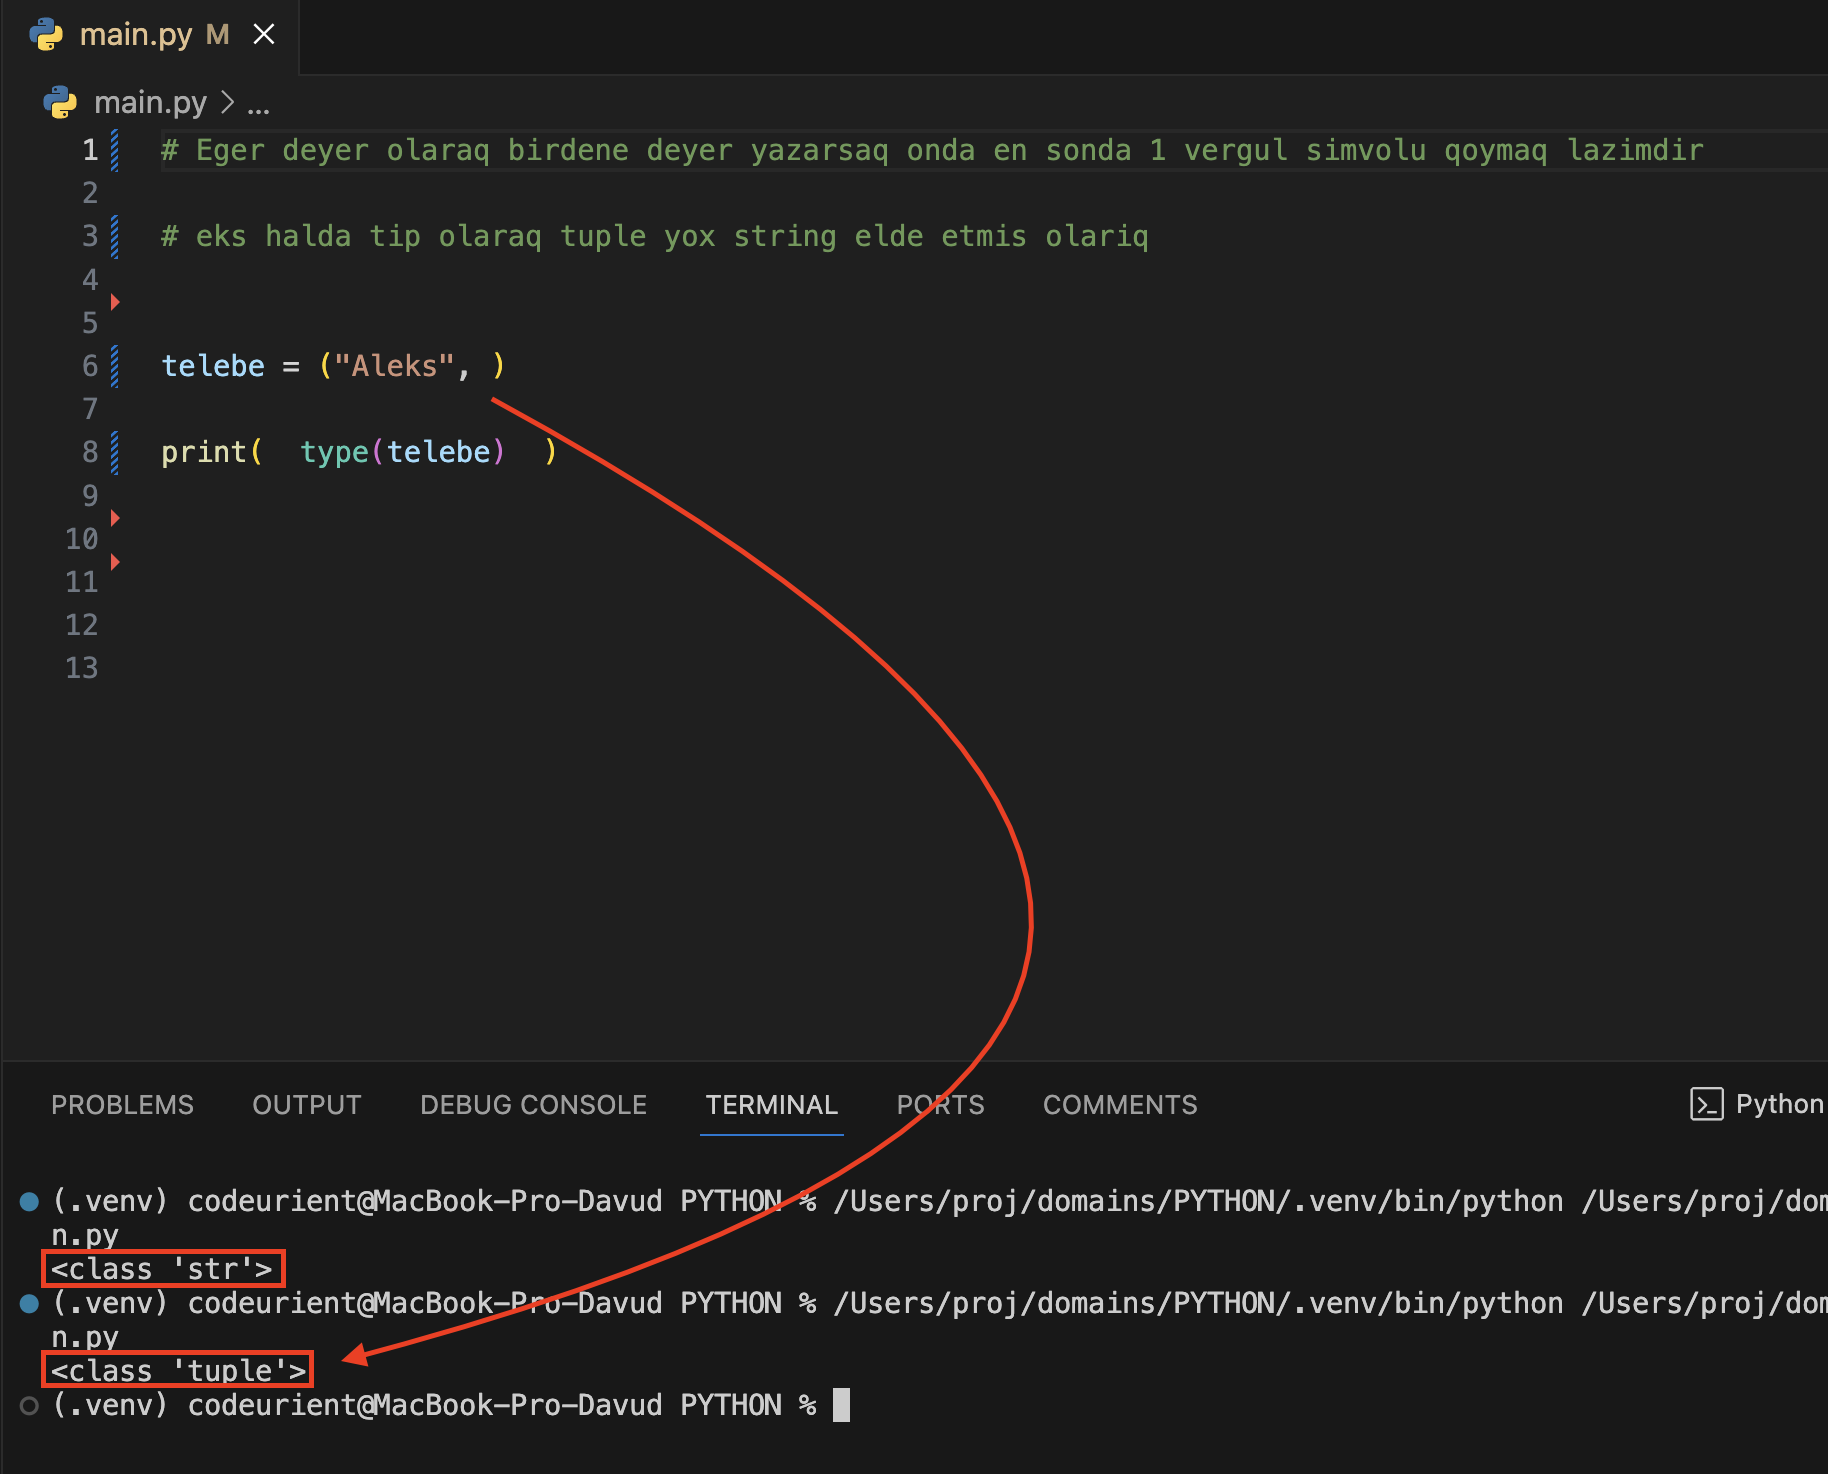 main.py M
main.py > ...
1 # Eger deyer olaraq birdene deyer yazarsaq onda en sonda 1 vergul simvolu qoymaq lazimdir
2
3 # eks halda tip olaraq tuple yox string elde etmis olariq
4
5
6 telebe = ("Aleks", )
7
8 print(  type(telebe)  )
9
10
11
12
13
PROBLEMS OUTPUT DEBUG CONSOLE TERMINAL PORTS COMMENTS Python
(.venv) codeurient@MacBook-Pro-Davud PYTHON % /Users/proj/domains/PYTHON/.venv/bin/python /Users/proj/dom
n.py
<class 'str'>
(.venv) codeurient@MacBook-Pro-Davud PYTHON % /Users/proj/domains/PYTHON/.venv/bin/python /Users/proj/dom
n.py
<class 'tuple'>
(.venv) codeurient@MacBook-Pro-Davud PYTHON %